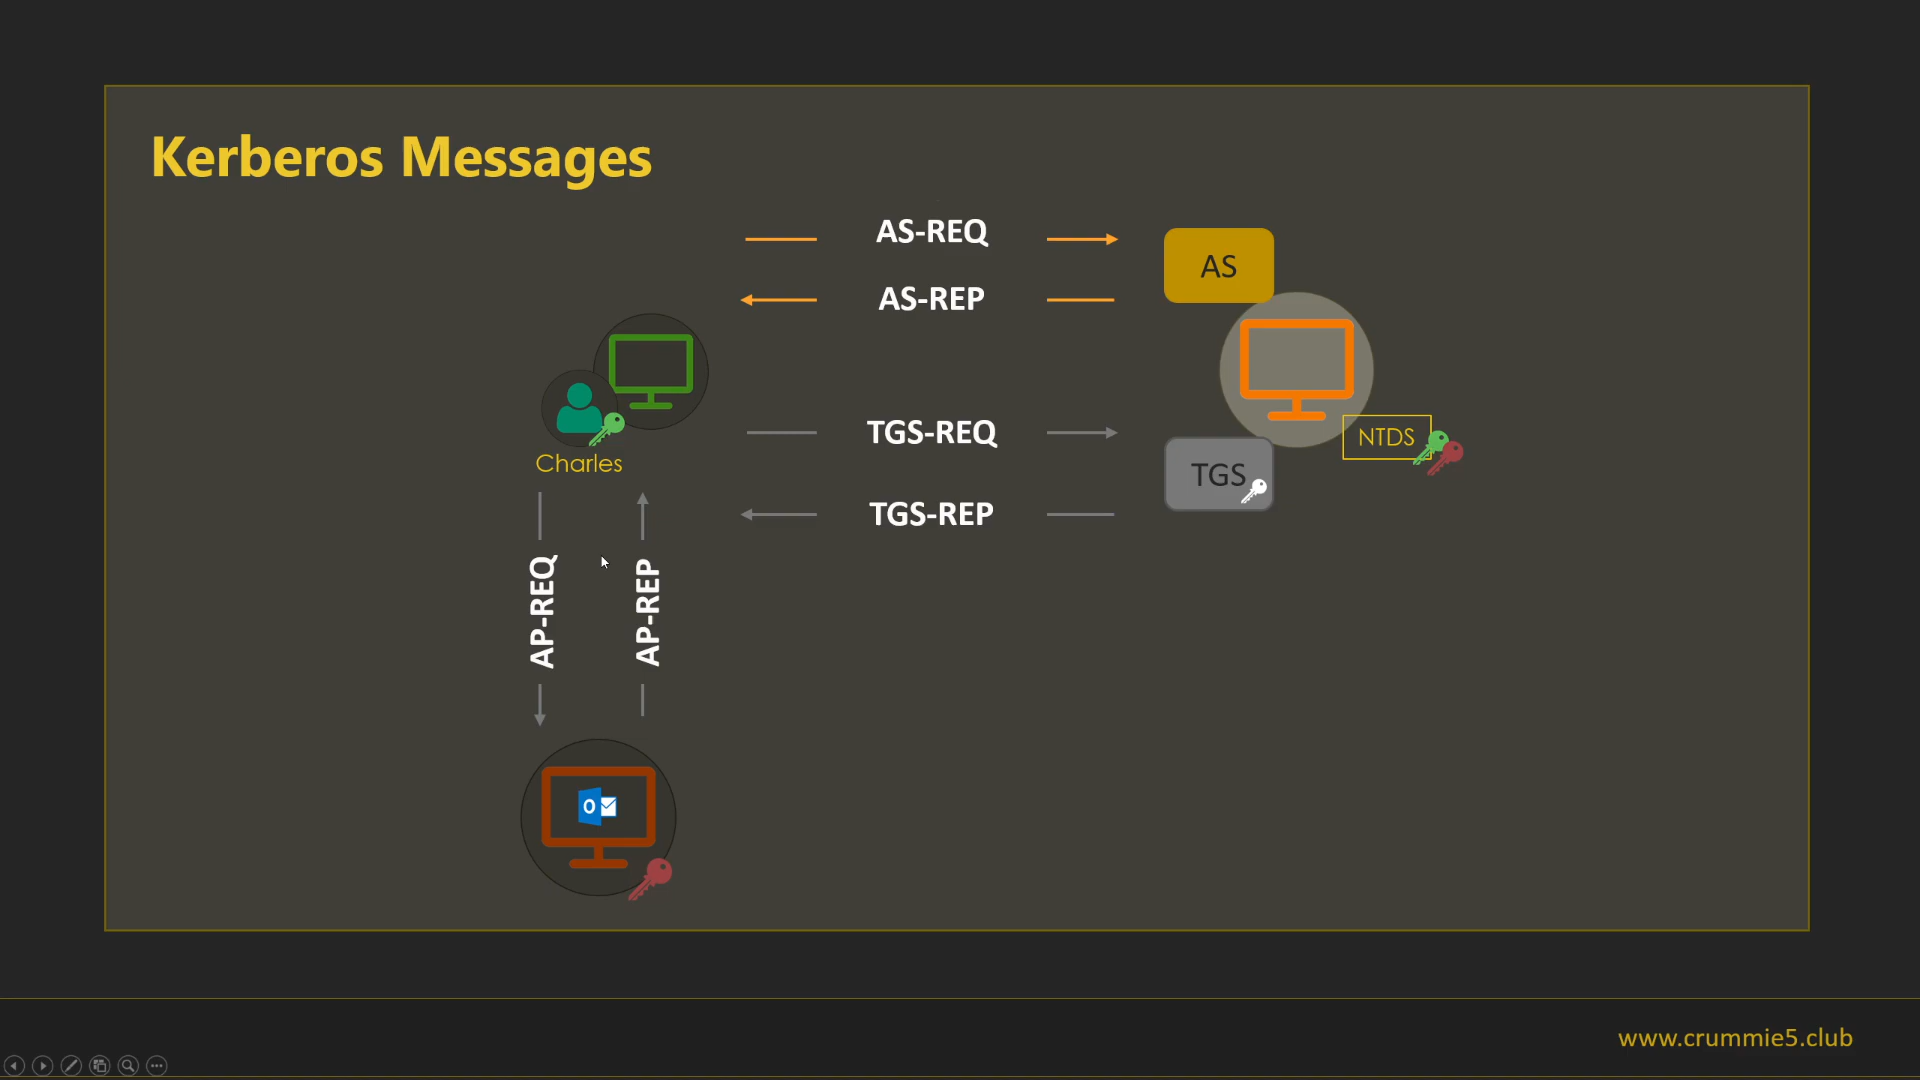 Kerberos Messages
AS-REQ
AS
AS-REP
TGS-REQ
NTDS
Charles
TGS
TGS-REP
AP-REQ
AP-REP
O
www.crummie5.club